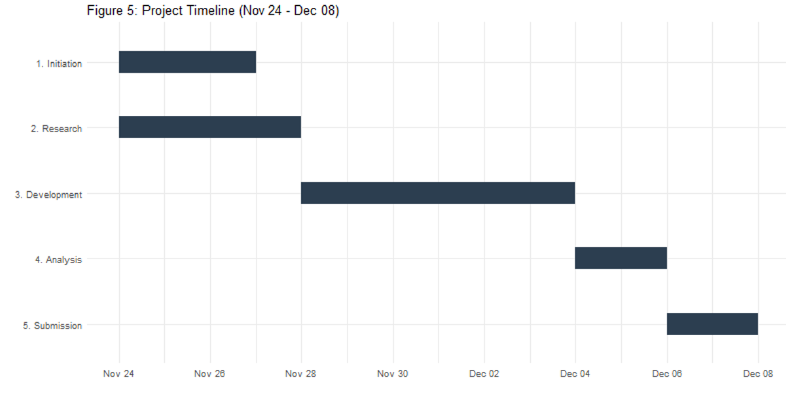 Figure 5: Project Timeline (Nov 24 - Dec 08)
1. Initiation
2. Research
3. Development
4. Analysis
5. Submission
Nov 24 Nov 26 Nov 28 Nov 30 Dec 02 Dec 04 Dec 06 Dec 08